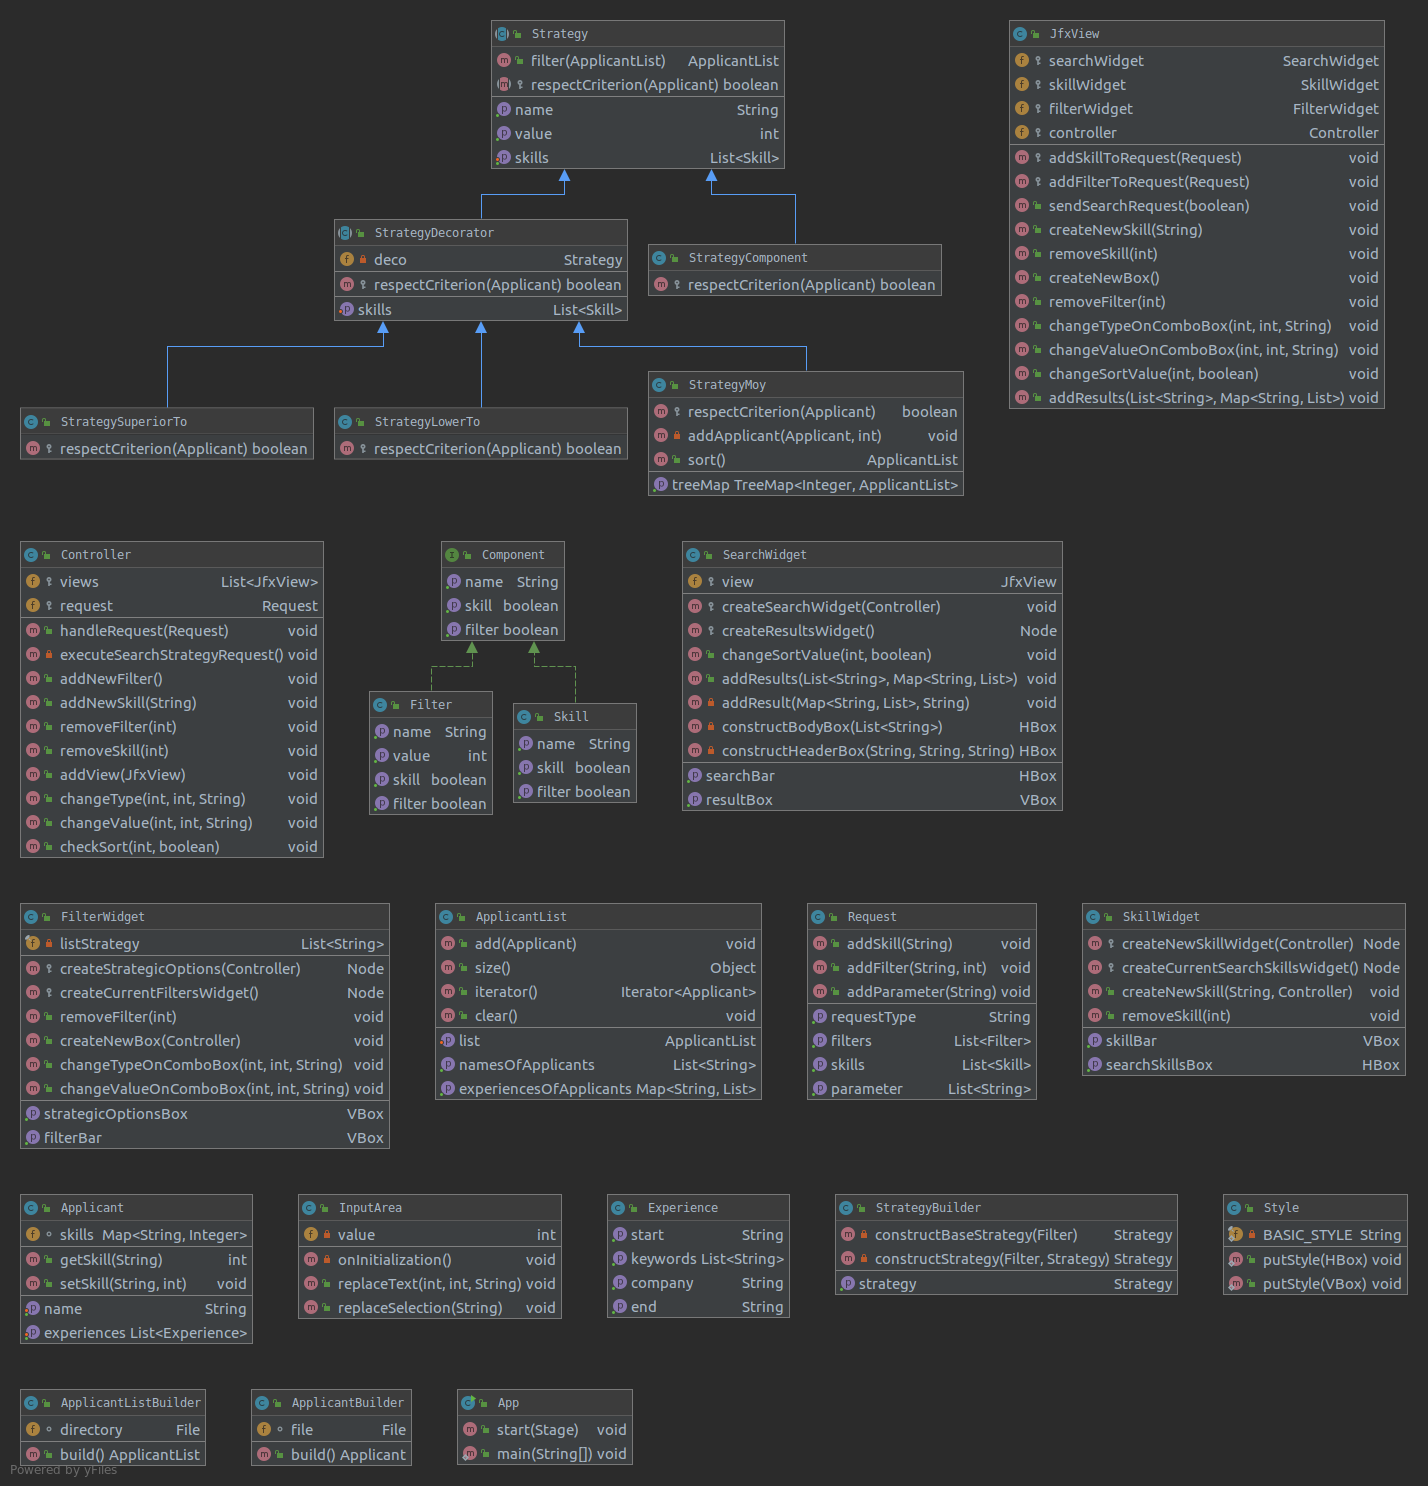 Strategy
filter(ApplicantList) ApplicantList
respectCriterion(Applicant) boolean
name String
value int
skills List<Skill>
JfxView
searchWidget SearchWidget
skillWidget SkillWidget
filterWidget FilterWidget
controller Controller
addSkillToRequest(Request) void
addFilterToRequest(Request) void
sendSearchRequest(boolean) void
createNewSkill(String) void
removeSkill(int) void
createNewBox() void
removeFilter(int) void
changeTypeOnComboBox(int, int, String) void
changeValueOnComboBox(int, int, String) void
changeSortValue(int, boolean) void
addResults(List<String>, Map<String, List>) void
StrategyDecorator
deco Strategy
respectCriterion(Applicant) boolean
skills List<Skill>
StrategyComponent
respectCriterion(Applicant) boolean
StrategySuperiorTo
respectCriterion(Applicant) boolean
StrategyLowerTo
respectCriterion(Applicant) boolean
StrategyMoy
respectCriterion(Applicant) boolean
addApplicant(Applicant, int) void
sort() ApplicantList
treeMap TreeMap<Integer, ApplicantList>
Controller
views List<JfxView>
request Request
handleRequest(Request) void
executeSearchStrategyRequest() void
addNewFilter() void
addNewSkill(String) void
removeFilter(int) void
removeSkill(int) void
addView(JfxView) void
changeType(int, int, String) void
changeValue(int, int, String) void
checkSort(int, boolean) void
Component
name String
skill boolean
filter boolean
Filter
name String
value int
skill boolean
filter boolean
Skill
name String
skill boolean
filter boolean
SearchWidget
view JfxView
createSearchWidget(Controller) void
createResultsWidget() Node
changeSortValue(int, boolean) void
addResults(List<String>, Map<String, List>) void
addResult(Map<String, List>, String) void
constructBodyBox(List<String>) HBox
constructHeaderBox(String, String, String) HBox
searchBar HBox
resultBox VBox
FilterWidget
listStrategy List<String>
createStrategicOptions(Controller) Node
createCurrentFiltersWidget() Node
removeFilter(int) void
createNewBox(Controller) void
changeTypeOnComboBox(int, int, String) void
changeValueOnComboBox(int, int, String) void
strategicOptionsBox VBox
filterBar VBox
ApplicantList
add(Applicant) void
size() Object
iterator() Iterator<Applicant>
clear() void
list ApplicantList
namesOfApplicants List<String>
experiencesOfApplicants Map<String, List>
Request
addSkill(String) void
addFilter(String, int) void
addParameter(String) void
requestType String
filters List<Filter>
skills List<Skill>
parameter List<String>
SkillWidget
createNewSkillWidget(Controller) Node
createCurrentSearchSkillsWidget() Node
createNewSkill(String, Controller) void
removeSkill(int) void
skillBar VBox
searchSkillsBox HBox
Applicant
skills Map<String, Integer>
getSkill(String) int
setSkill(String, int) void
name String
experiences List<Experience>
InputArea
value int
onInitialization() void
replaceText(int, int, String) void
replaceSelection(String) void
Experience
start String
keywords List<String>
company String
end String
StrategyBuilder
constructBaseStrategy(Filter) Strategy
constructStrategy(Filter, Strategy) Strategy
strategy Strategy
Style
BASIC_STYLE String
putStyle(HBox) void
putStyle(VBox) void
ApplicantListBuilder
directory File
build() ApplicantList
ApplicantBuilder
file File
build() Applicant
App
start(Stage) void
main(String[]) void
Powered by yFiles